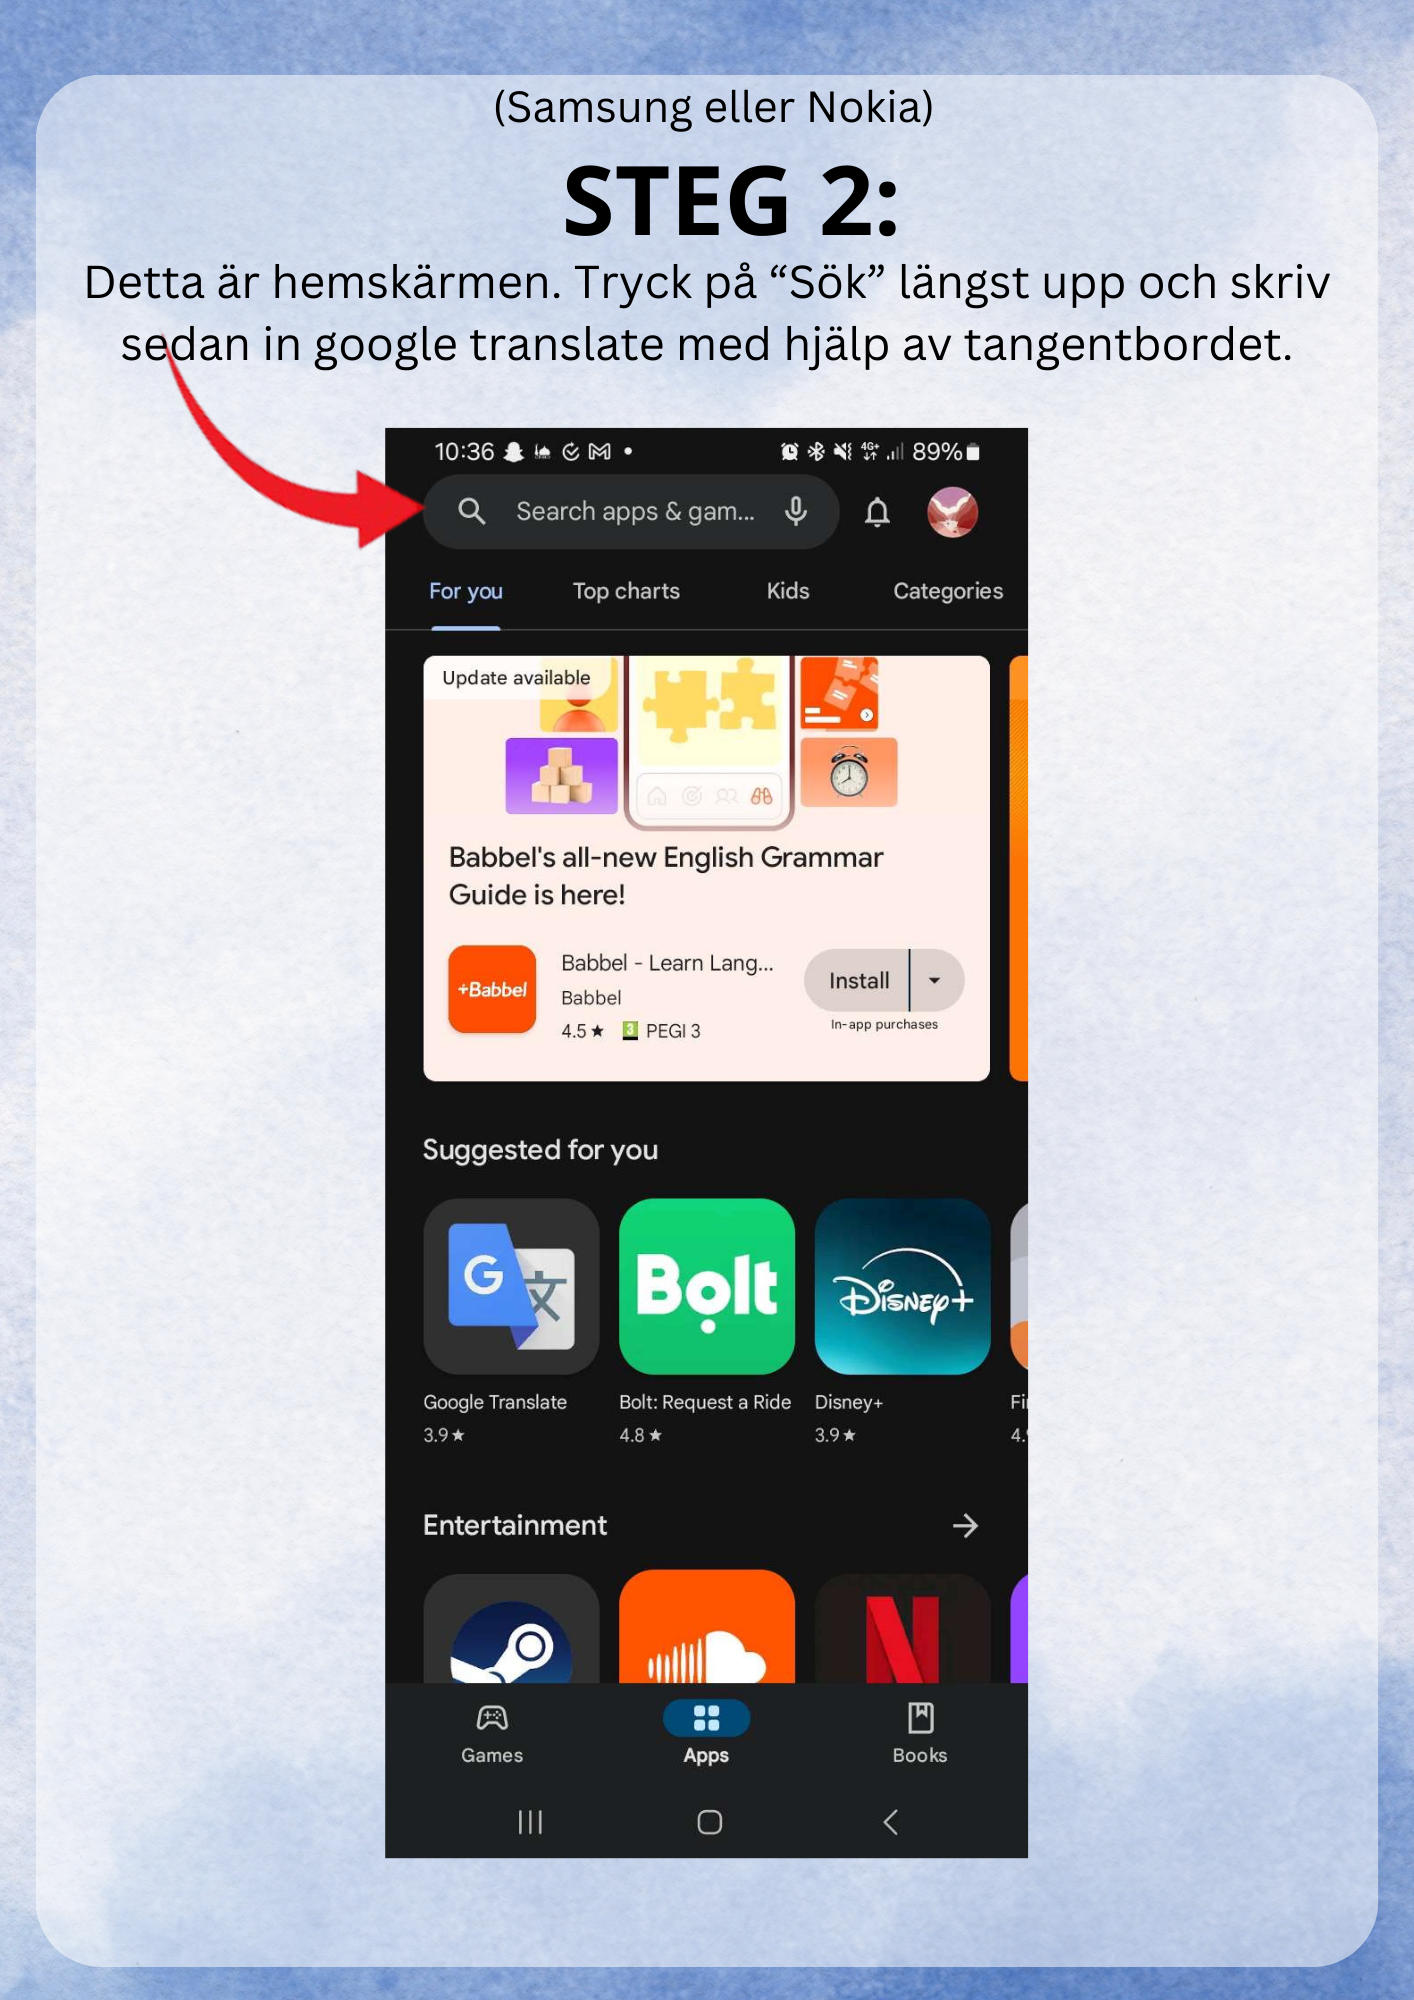 (Samsung eller Nokia)
STEG 2:
Detta är hemskärmen. Tryck på “Sök” längst upp och skriv
sedan in google translate med hjälp av tangentbordet.
10:36 4G+ 89%
Search apps & gam...
For you Top charts Kids Categories
Update available
Babbel's all-new English Grammar
Guide is here!
+Babbel
Babbel - Learn Lang...
Babbel
4.5★ 3 PEGI 3
Install
In-app purchases
Suggested for you
G 文
Bolt
Disney+
Google Translate Bolt: Request a Ride Disney+
3.9★ 4.8★ 3.9★
Entertainment
N
Games Apps Books